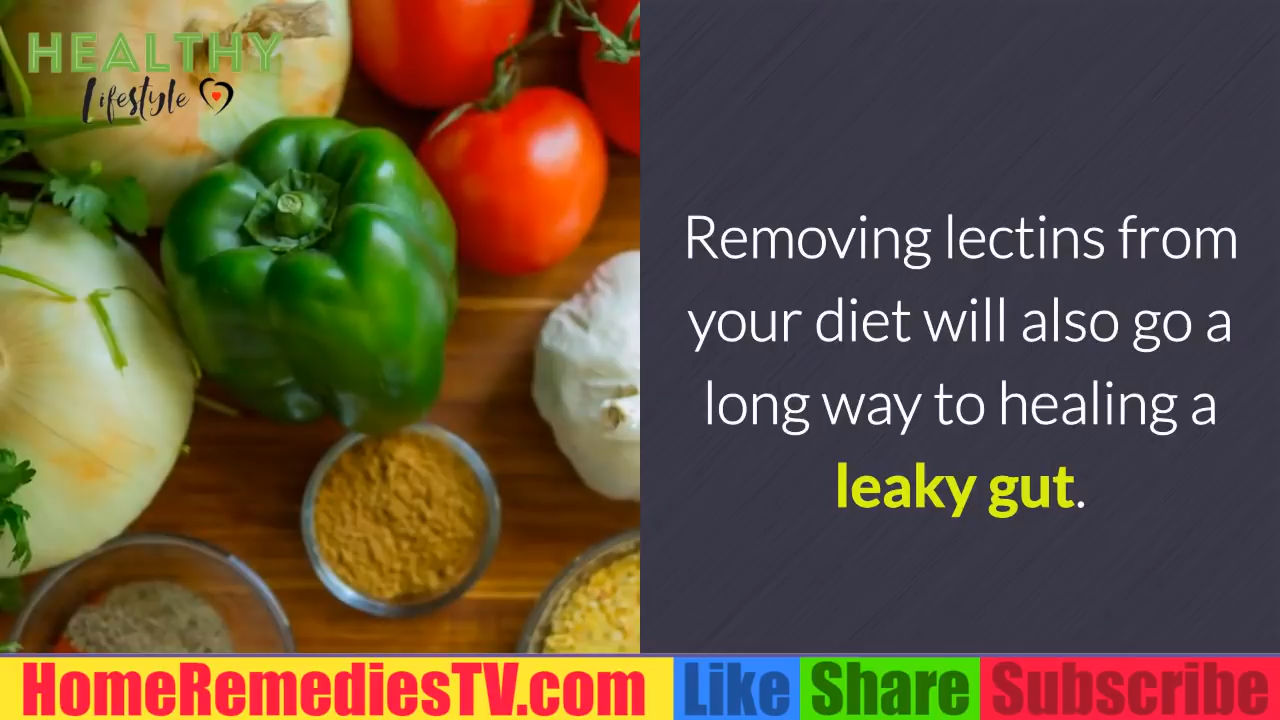 HEALTHY
Lifestyle
Removing lectins from
your diet will also go a
long way to healing a
leaky gut.
HomeRemediesTV.com Like Share Subscribe